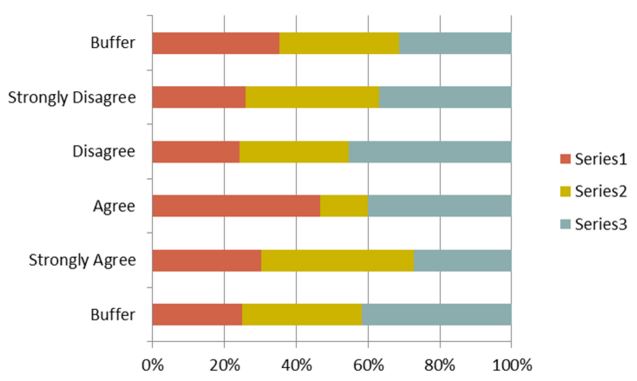 Buffer
Strongly Disagree
Disagree
Agree
Strongly Agree
Buffer
0% 20% 40% 60% 80% 100%
Series1
Series2
Series3